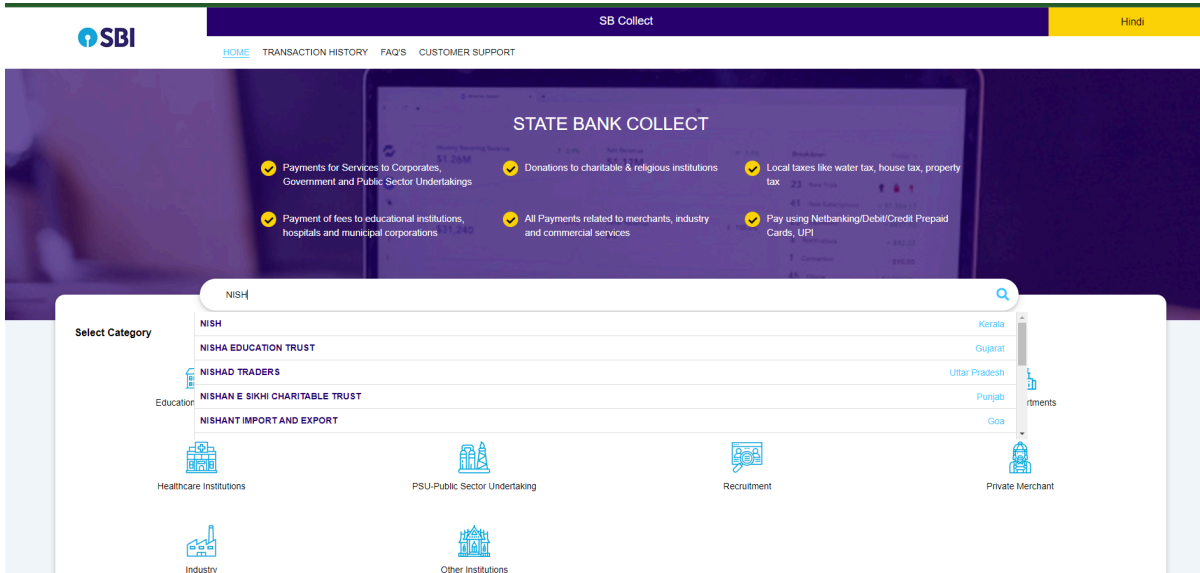 SBI
SB Collect
Hindi
HOME TRANSACTION HISTORY FAQ'S CUSTOMER SUPPORT
STATE BANK COLLECT
Payments for Services to Corporates,
Government and Public Sector Undertakings
Donations to charitable & religious institutions
Local taxes like water tax, house tax, property
tax
Payment of fees to educational institutions,
hospitals and municipal corporations
All Payments related to merchants, industry
and commercial services
Pay using Netbanking/Debit/Credit Prepaid
Cards, UPI
$1.26M
$31,240
NISH
Select Category
NISH Kerala
NISHA EDUCATION TRUST Gujarat
NISHAD TRADERS Uttar Pradesh
NISHAN E SIKHI CHARITABLE TRUST Punjab
NISHANT IMPORT AND EXPORT Goa
Healthcare Institutions
PSU-Public Sector Undertaking
Recruitment
Private Merchant
Industry
Other Institutions